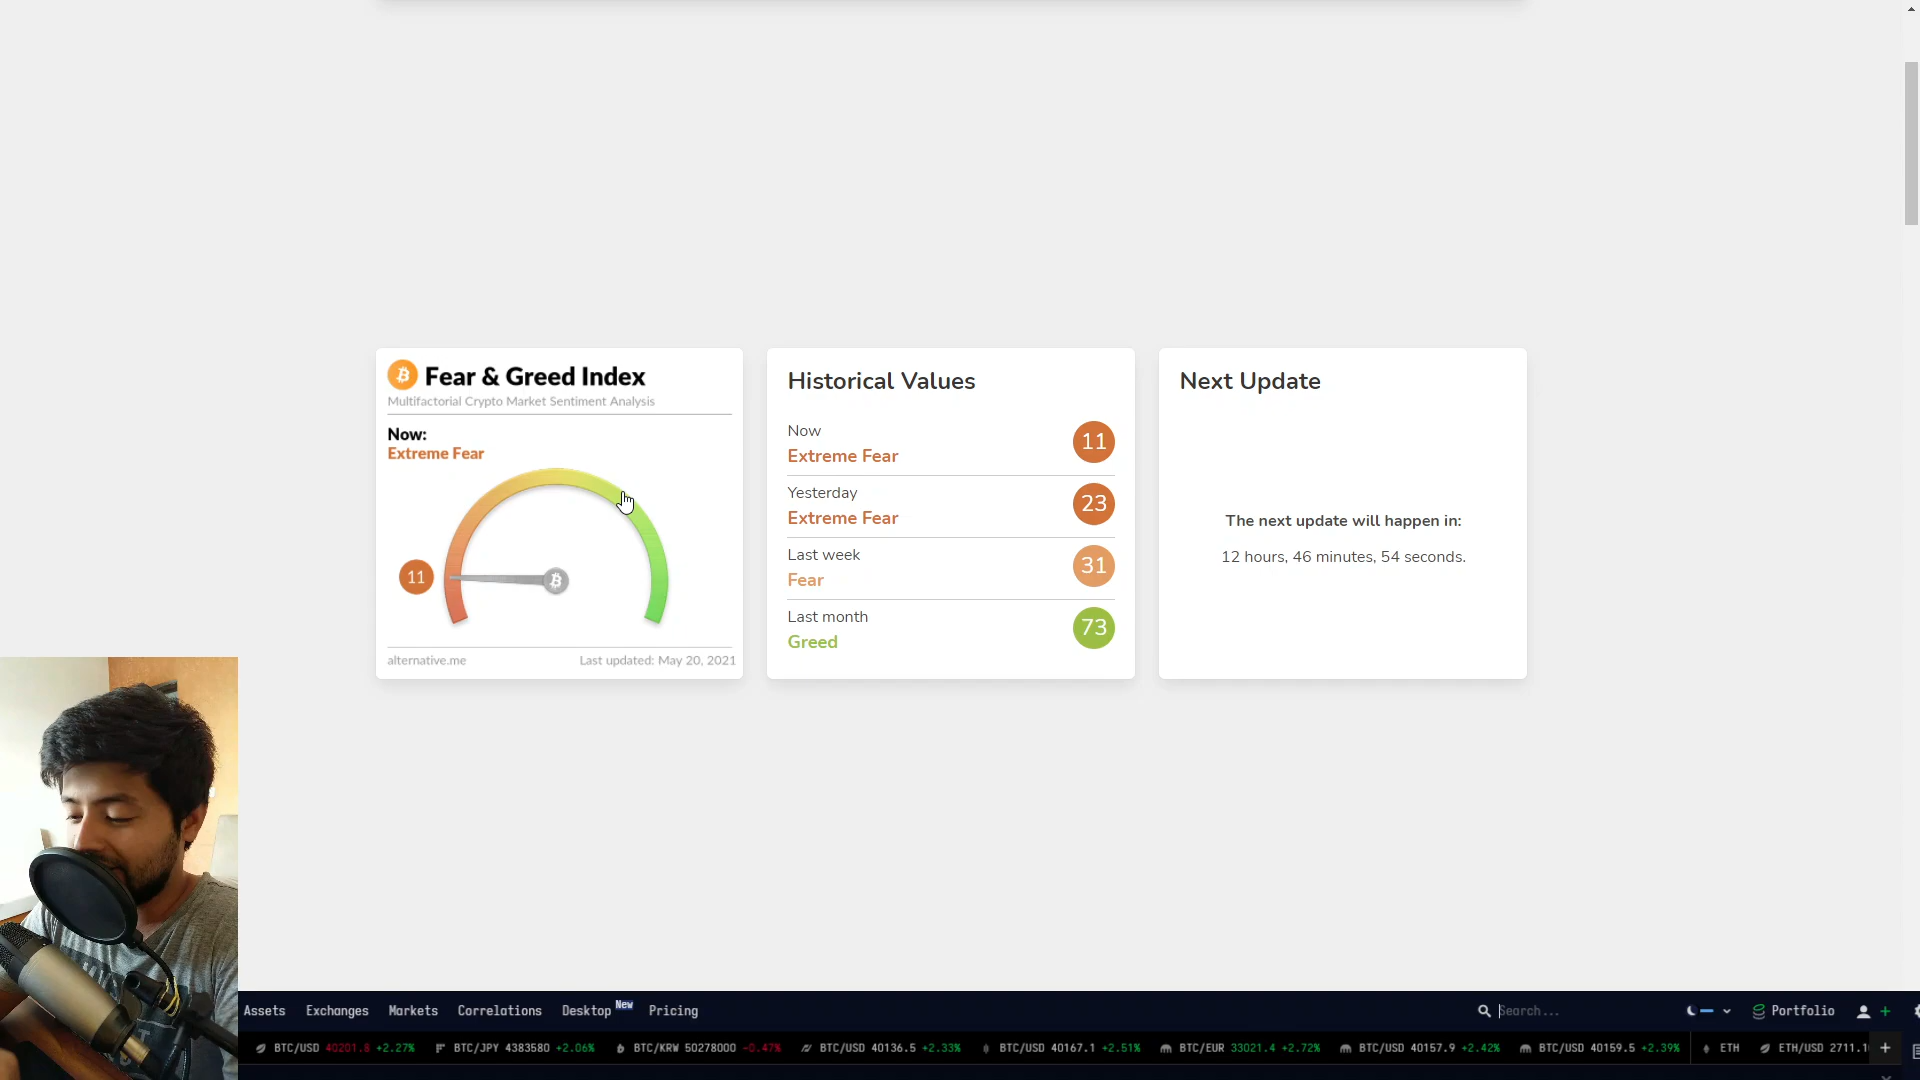 Fear & Greed Index
Multifactorial Crypto Market Sentiment Analysis
Now:
Extreme Fear
11
alternative.me
Last updated: May 20, 2021
Historical Values
Now
Extreme Fear
11
Yesterday
Extreme Fear
23
Last week
Fear
31
Last month
Greed
73
Next Update
The next update will happen in:
12 hours, 46 minutes, 54 seconds.
Assets Exchanges Markets Correlations Desktop New Pricing Search... Portfolio
BTC/USD 40201.8 +2.27% BTC/JPY 4383580 +2.06% BTC/KRW 50278000 -0.47% BTC/USD 40136.5 +2.33% BTC/USD 40167.1 +2.51% BTC/EUR 33021.4 +2.72% BTC/USD 40157.9 +2.42% BTC/USD 40159.5 +2.39% ETH ETH/USD 2711.1